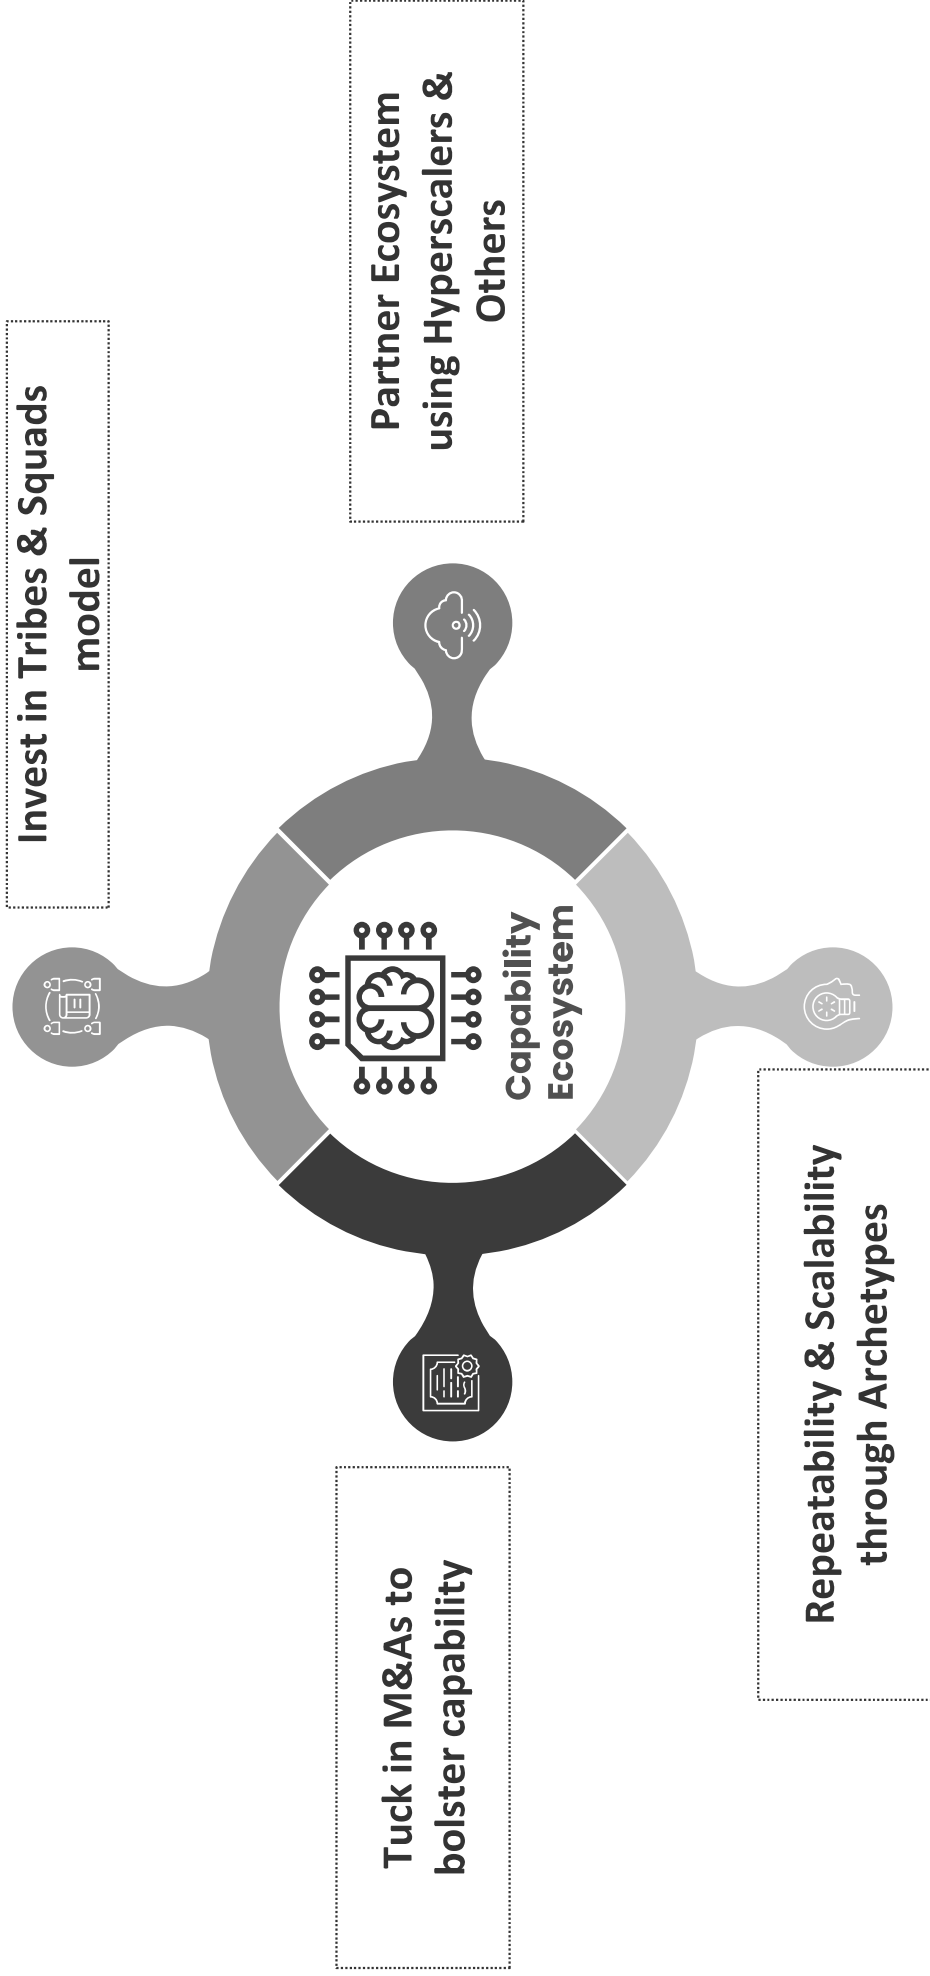 Invest in Tribes & Squads
model
Tuck in M&As to
bolster capability
Capability
Ecosystem
Partner Ecosystem
using Hyperscalers &
Others
Repeatability & Scalability
through Archetypes